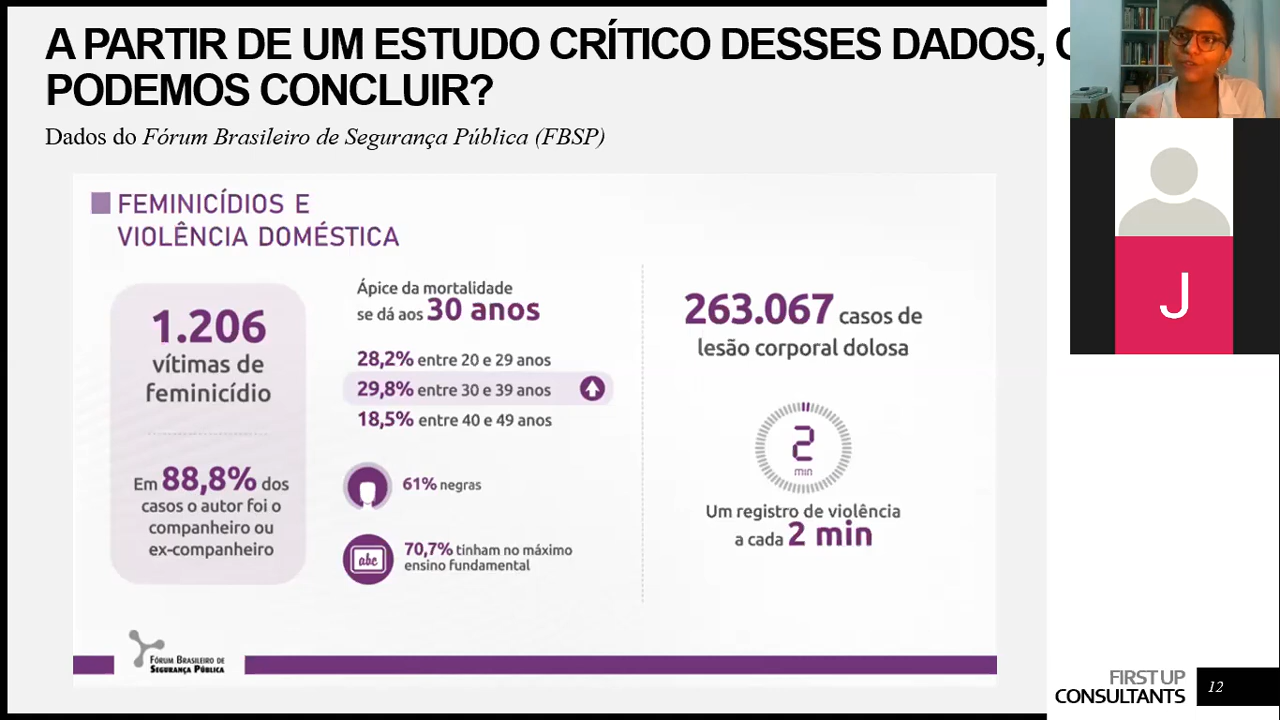 A PARTIR DE UM ESTUDO CRÍTICO DESSES DADOS,
PODEMOS CONCLUIR?
Dados do Fórum Brasileiro de Segurança Pública (FBSP)
FEMINICÍDIOS E
VIOLÊNCIA DOMÉSTICA
1.206
vítimas de
feminicídio
Em 88,8% dos
casos o autor foi o
companheiro ou
ex-companheiro
Ápice da mortalidade
se dá aos 30 anos
28,2% entre 20 e 29 anos
29,8% entre 30 e 39 anos
18,5% entre 40 e 49 anos
61% negras
abc
70,7% tinham no máximo
ensino fundamental
263.067 casos de
lesão corporal dolosa
2
min
Um registro de violência
a cada 2 min
FÓRUM BRASILEIRO DE
SEGURANÇA PÚBLICA
J
FIRST UP
CONSULTANTS
12